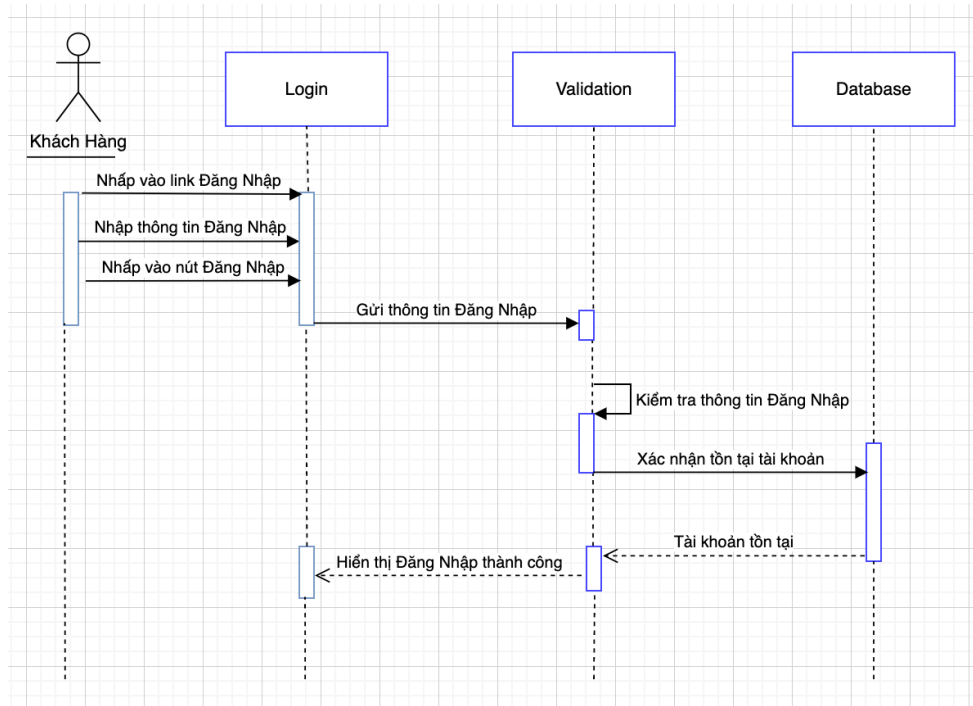 Login
Validation
Database
Khách Hàng
Nhấp vào link Đăng Nhập
Nhập thông tin Đăng Nhập
Nhấp vào nút Đăng Nhập
Gửi thông tin Đăng Nhập
Kiểm tra thông tin Đăng Nhập
Xác nhận tồn tại tài khoản
Tài khoản tồn tại
Hiển thị Đăng Nhập thành công